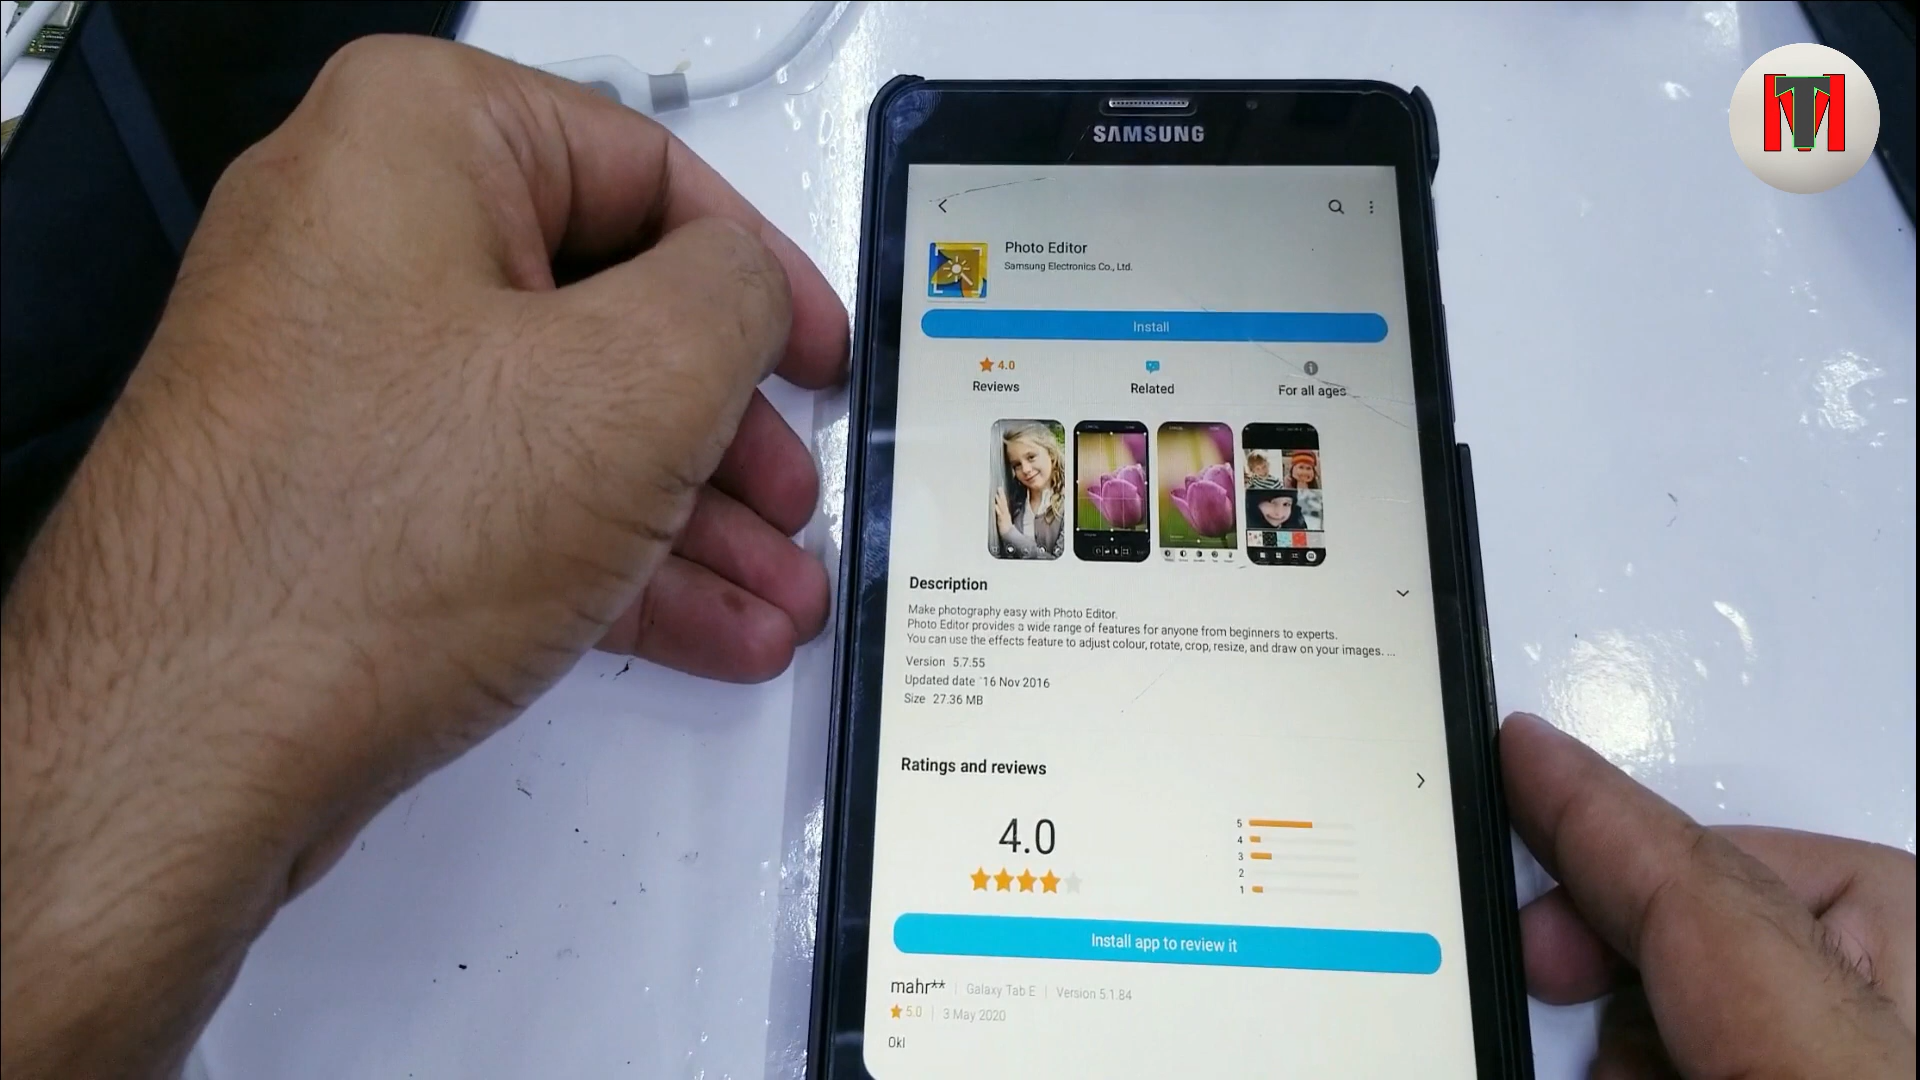 SAMSUNG
Photo Editor
Samsung Electronics Co., Ltd.
Install
4.0
Reviews
Related
For all ages
Description
Make photography easy with Photo Editor.
Photo Editor provides a wide range of features for anyone from beginners to experts.
You can use the effects feature to adjust colour, rotate, crop, resize, and draw on your images. ...
Version 5.7.55
Updated date 16 Nov 2016
Size 27.36 MB
Ratings and reviews
4.0
5
4
3
2
1
Install app to review it
mahr** | Galaxy Tab E | Version 5.1.84
5.0 | 3 May 2020
Okl
MT